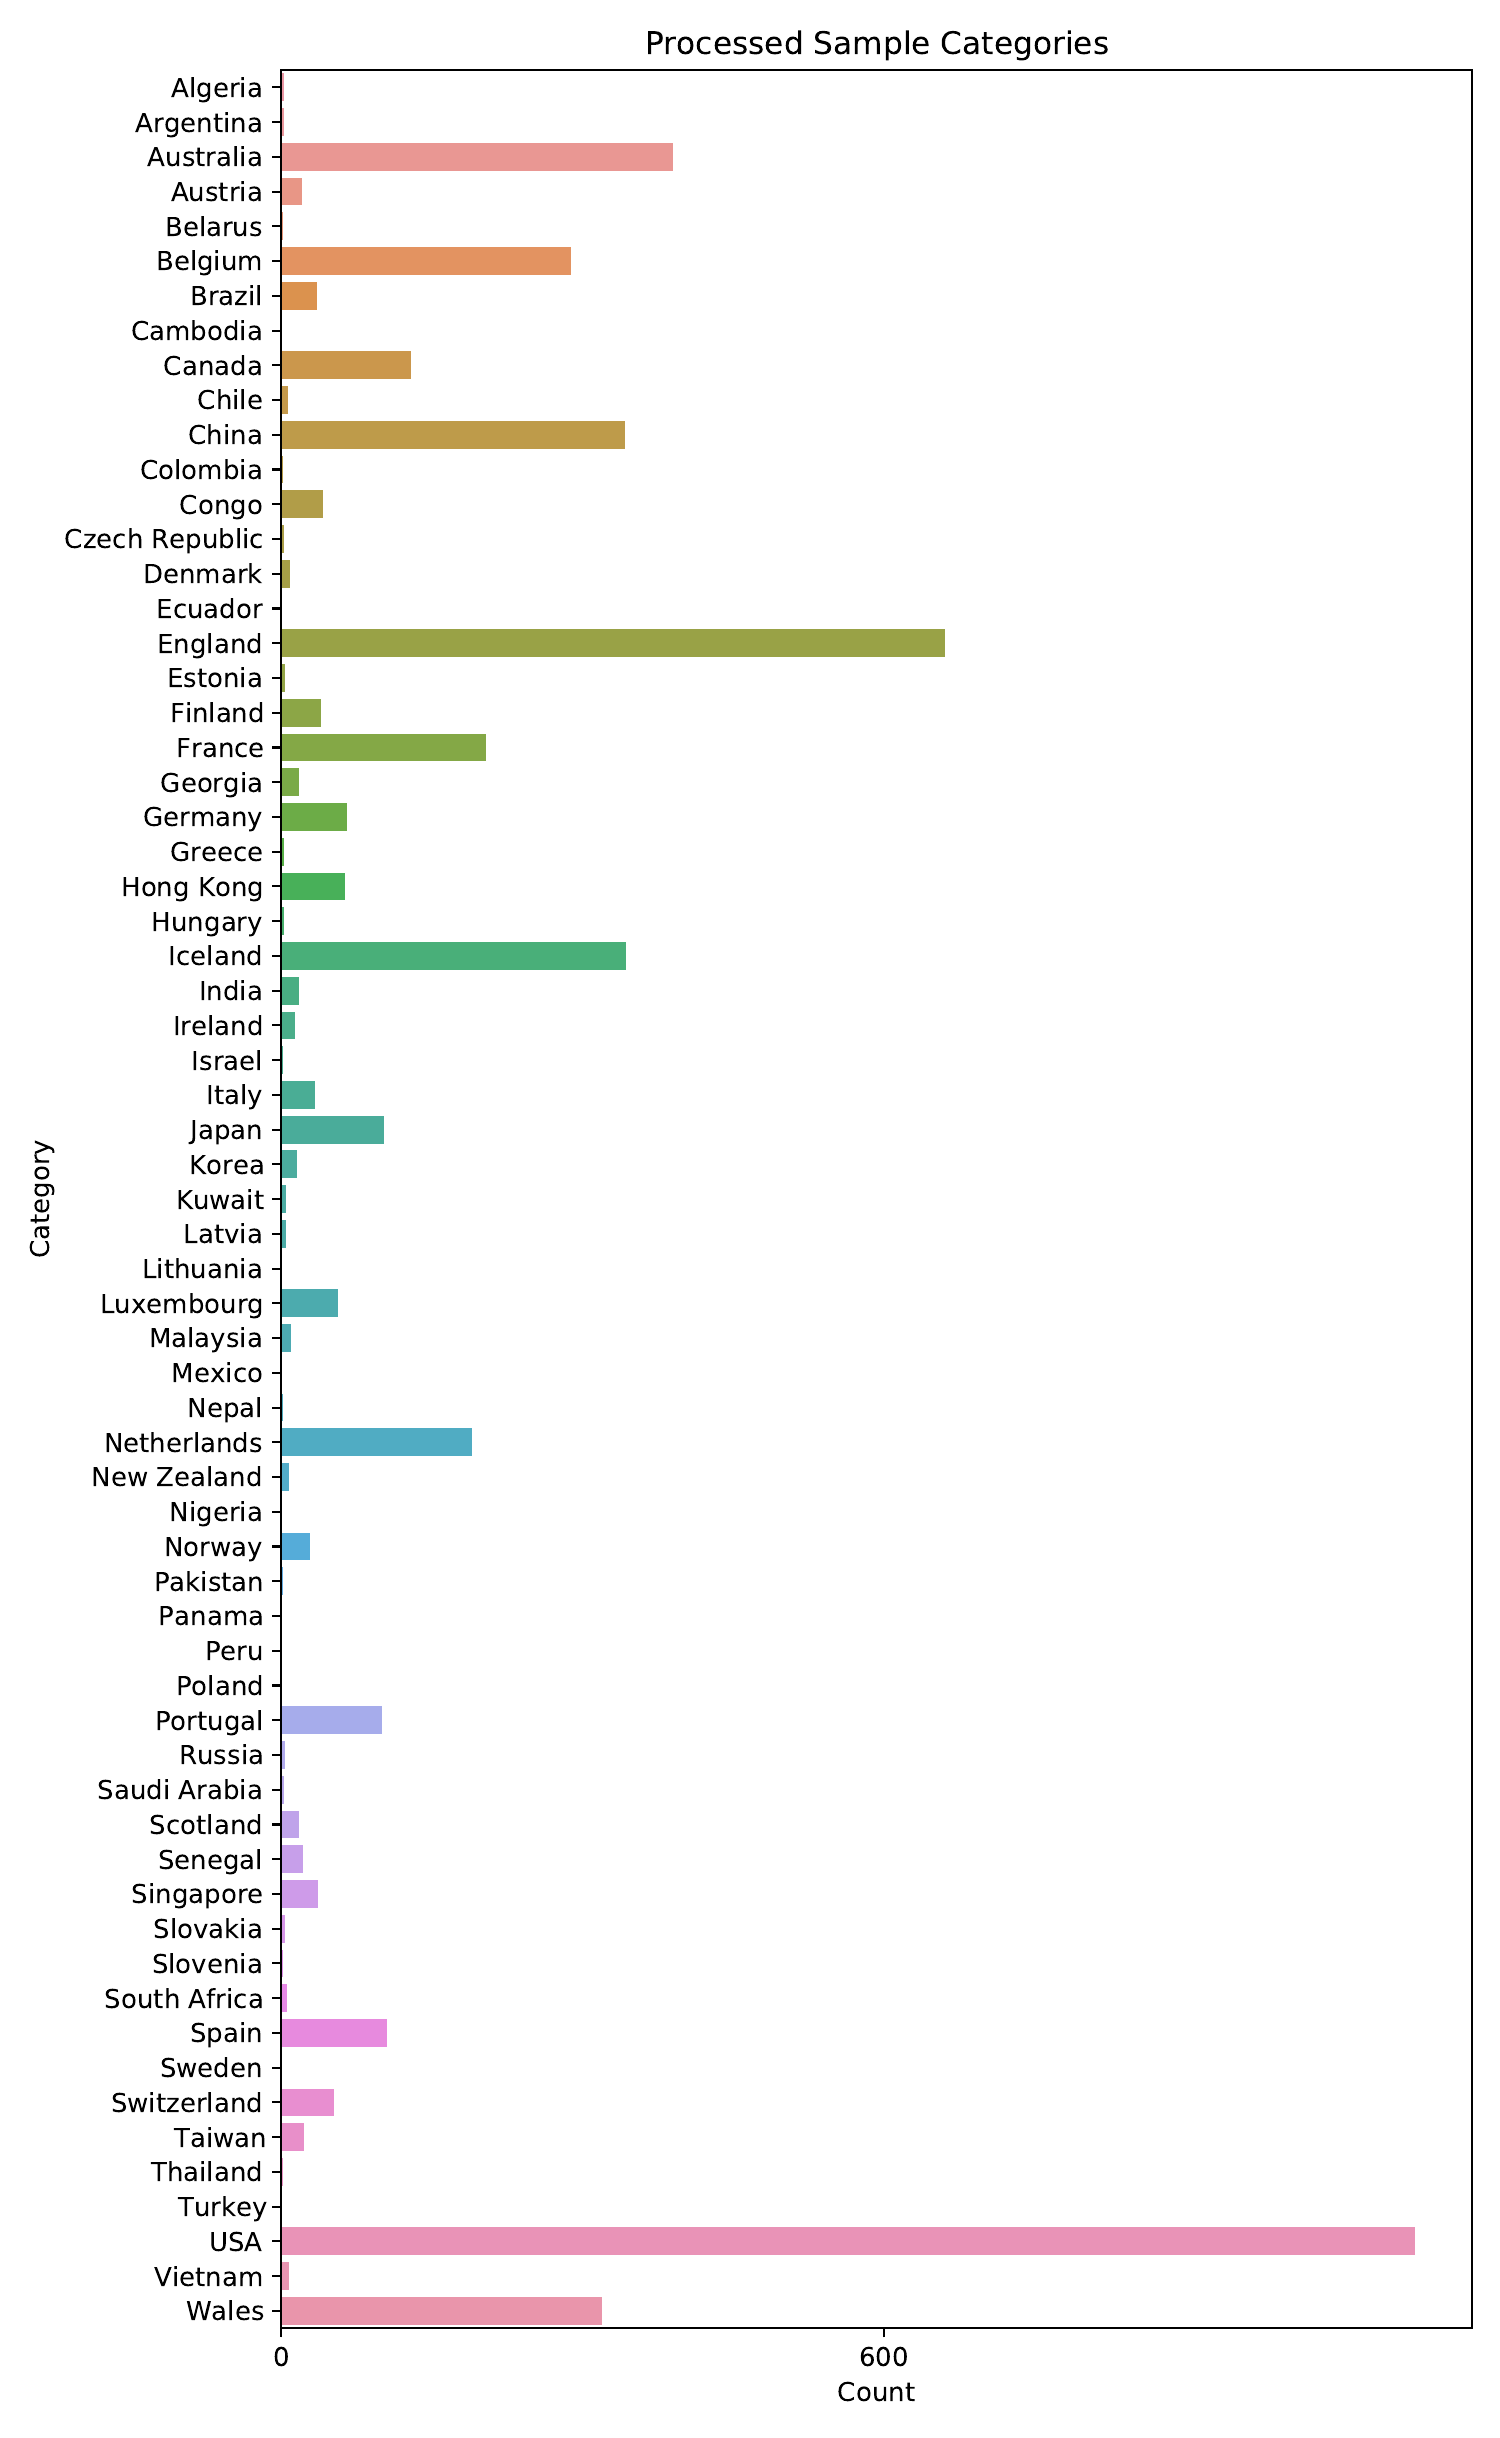 Processed Sample Categories
Algeria
Argentina
Australia
Austria
Belarus
Belgium
Brazil
Cambodia
Canada
Chile
China
Colombia
Congo
Czech Republic
Denmark
Ecuador
England
Estonia
Finland
France
Georgia
Germany
Greece
Hong Kong
Hungary
Iceland
India
Ireland
Israel
Italy
Japan
Korea
Kuwait
Latvia
Lithuania
Luxembourg
Malaysia
Mexico
Nepal
Netherlands
New Zealand
Nigeria
Norway
Pakistan
Panama
Peru
Poland
Portugal
Russia
Saudi Arabia
Scotland
Senegal
Singapore
Slovakia
Slovenia
South Africa
Spain
Sweden
Switzerland
Taiwan
Thailand
Turkey
USA
Vietnam
Wales
Category
0 600
Count